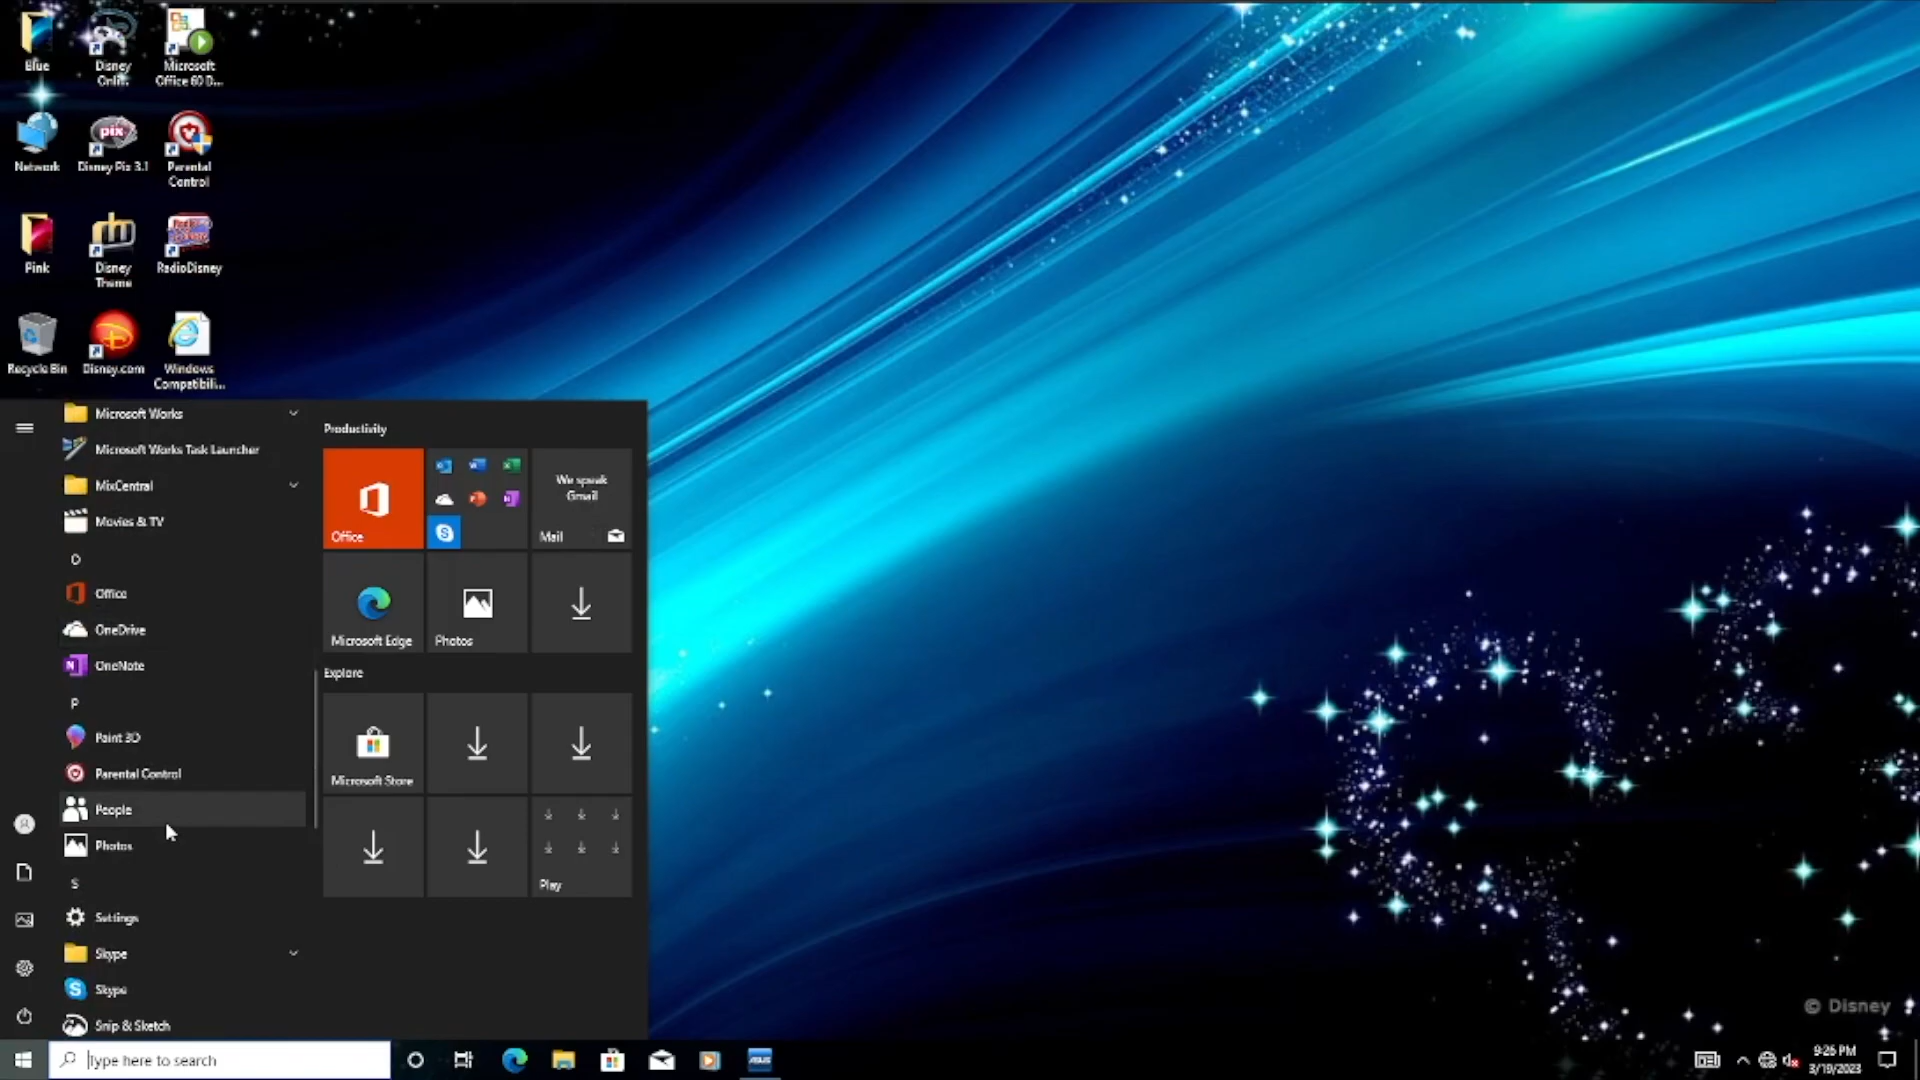 Blue
Disney
Onli...
Microsoft
Office 60 D...
Network
pix
Disney Pix 3.1
Parental
Control
Pink
Disney
Theme
RadioDisney
Recycle Bin
Disney.com
Windows
Compatibili...
Microsoft Works
Microsoft Works Task Launcher
MixCentral
Movies & TV
O
Office
OneDrive
OneNote
P
Paint 3D
Parental Control
People
Photos
S
Settings
Skype
Skype
Snip & Sketch
Productivity
Office
We speak
Gmail
Mail
Microsoft Edge
Photos
Explore
Microsoft Store
Play
© Disney
Type here to search
ASUS
9:26 PM
3/19/2023